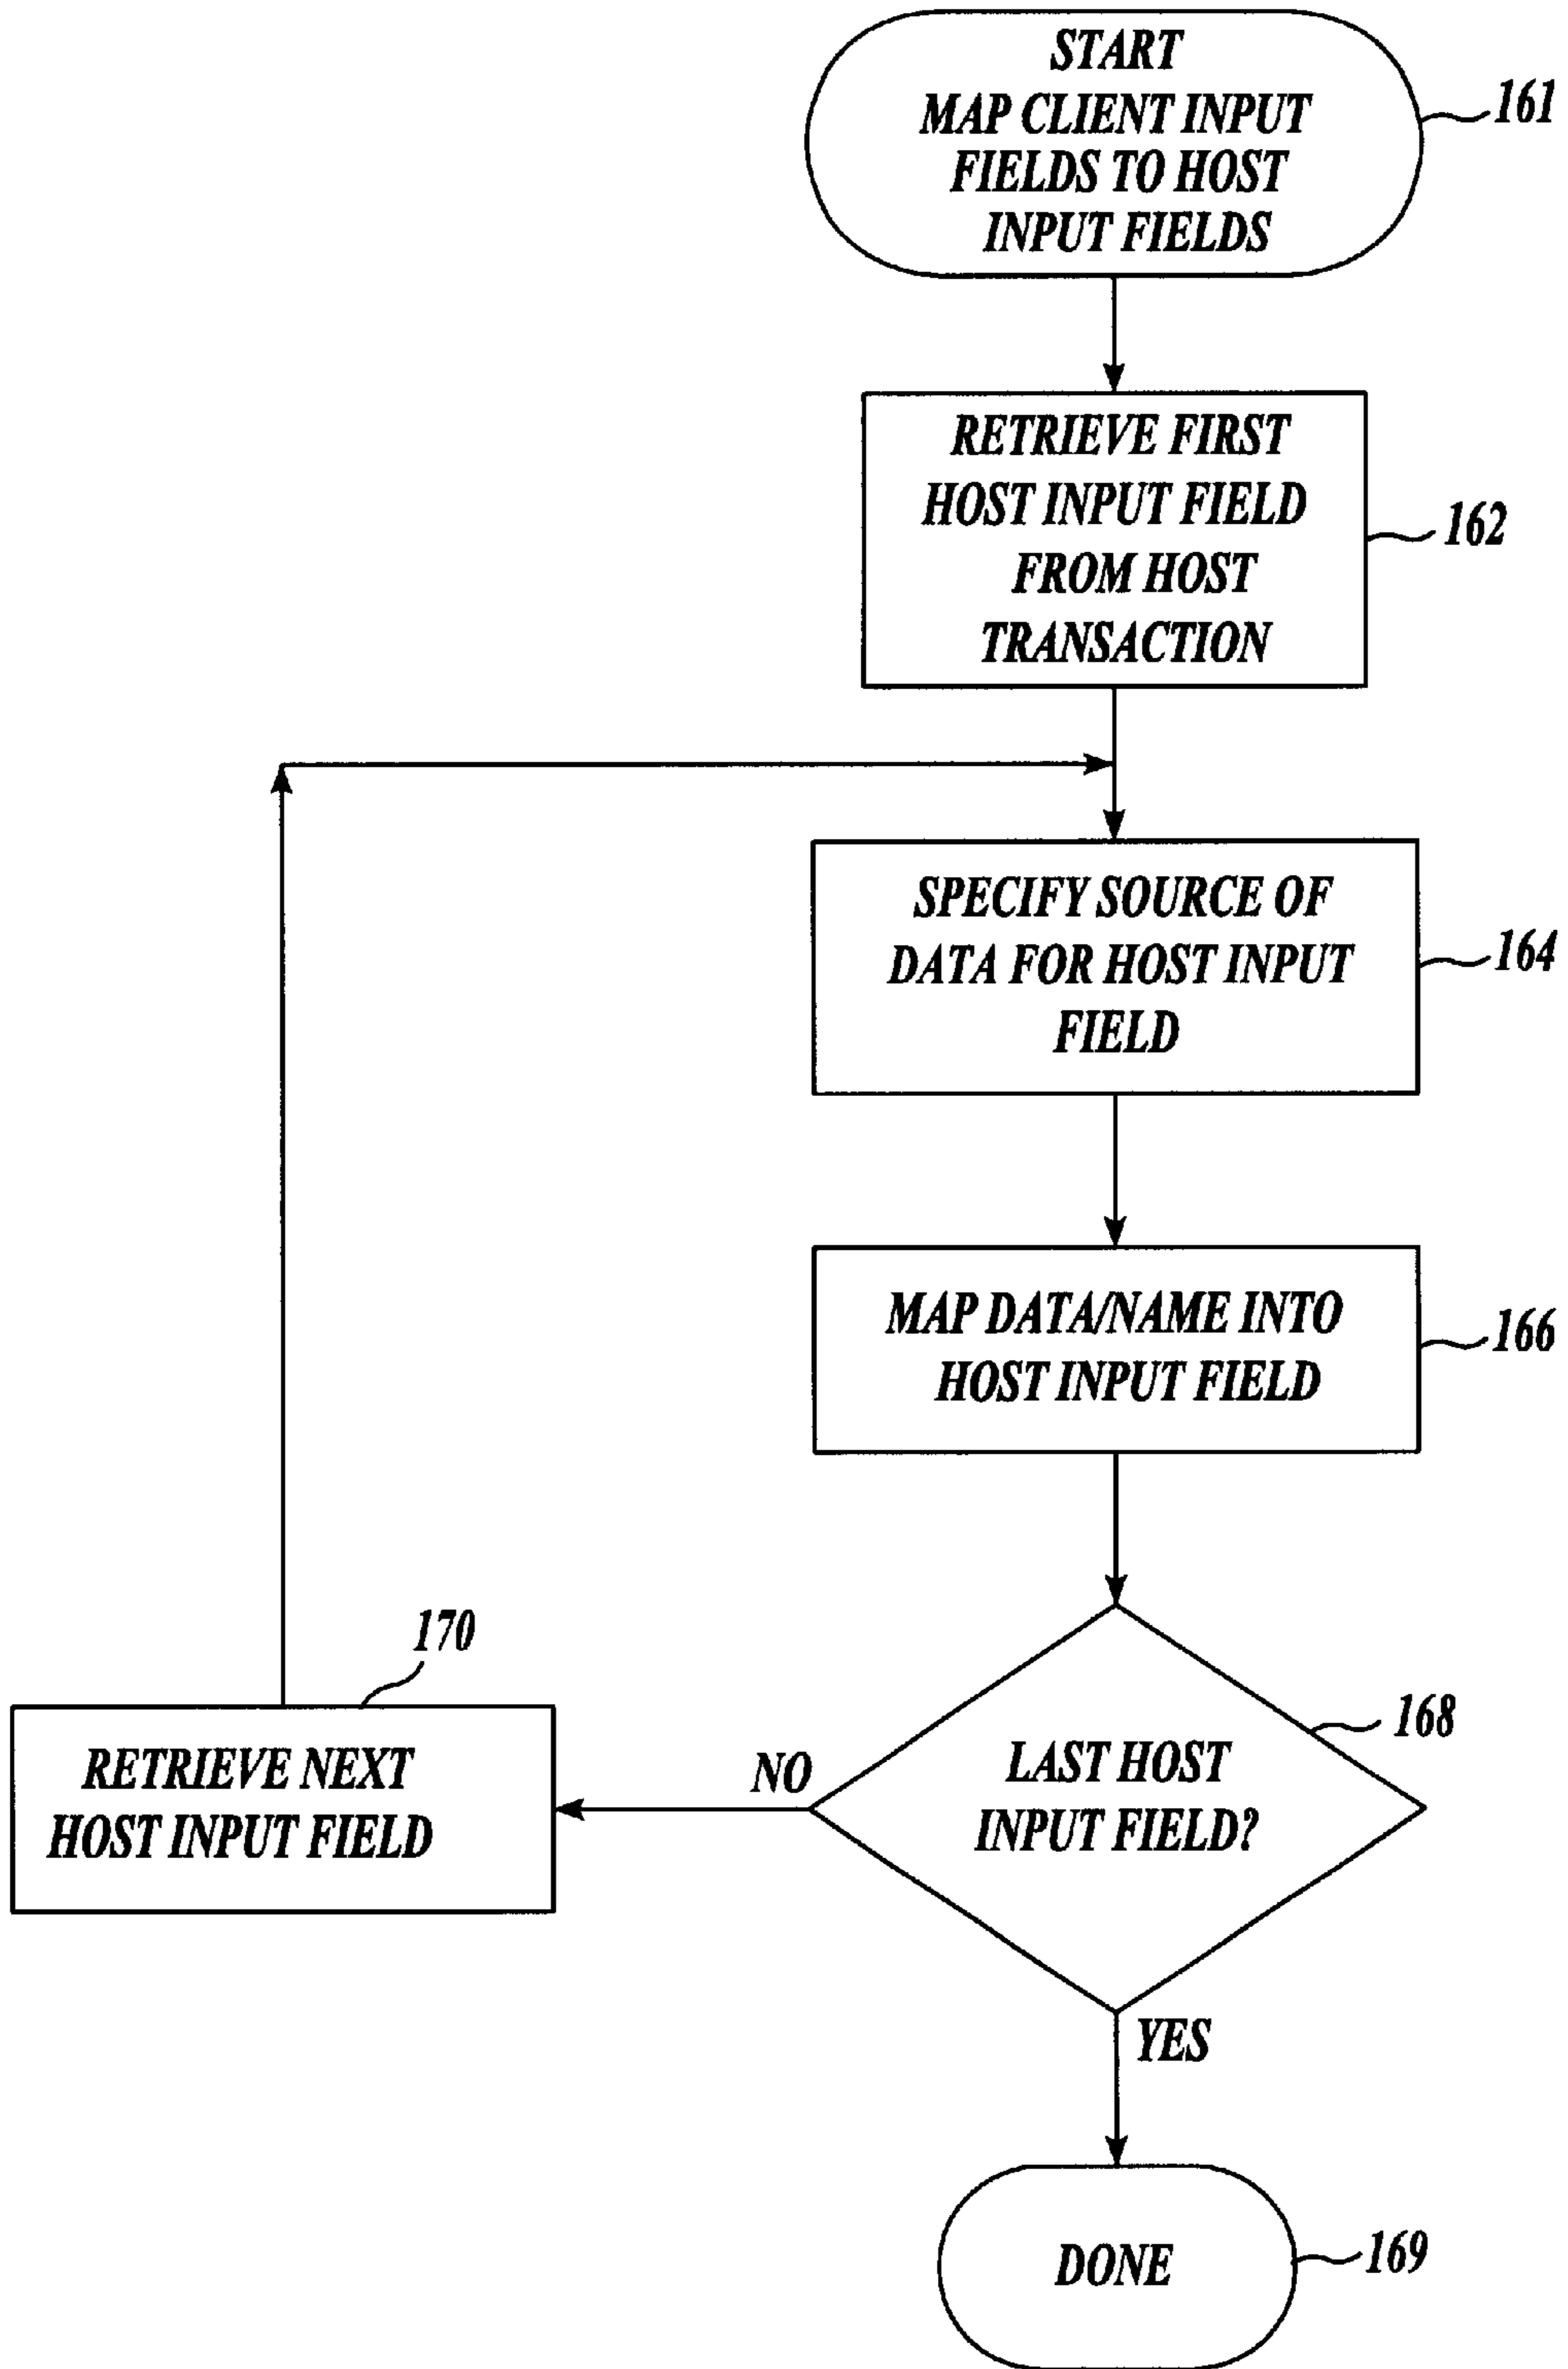 START
MAP CLIENT INPUT
FIELDS TO HOST
INPUT FIELDS
161
RETRIEVE FIRST
HOST INPUT FIELD
FROM HOST
TRANSACTION
162
SPECIFY SOURCE OF
DATA FOR HOST INPUT
FIELD
164
MAP DATA/NAME INTO
HOST INPUT FIELD
166
LAST HOST
INPUT FIELD?
168
NO
170
RETRIEVE NEXT
HOST INPUT FIELD
YES
DONE
169